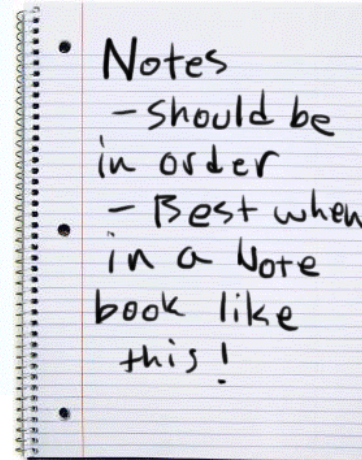 Notes
- Should be
in order
- Best when
in a Note
book like
this!